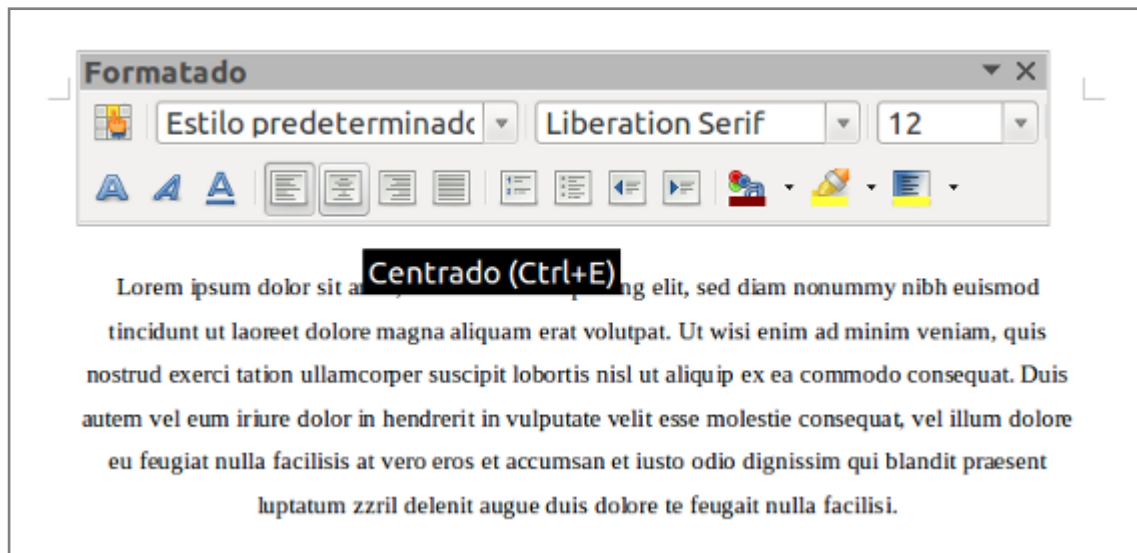 Formatado
Estilo predeterminado
Liberation Serif
12
Centrado (Ctrl+E)
Lorem ipsum dolor sit ng elit, sed diam nonummy nibh euismod
tincidunt ut laoreet dolore magna aliquam erat volutpat. Ut wisi enim ad minim veniam, quis
nostrud exerci tation ullamcorper suscipit lobortis nisl ut aliquip ex ea commodo consequat. Duis
autem vel eum iriure dolor in hendrerit in vulputate velit esse molestie consequat, vel illum dolore
eu feugiat nulla facilisis at vero eros et accumsan et iusto odio dignissim qui blandit praesent
luptatum zzril delenit augue duis dolore te feugait nulla facilisi.